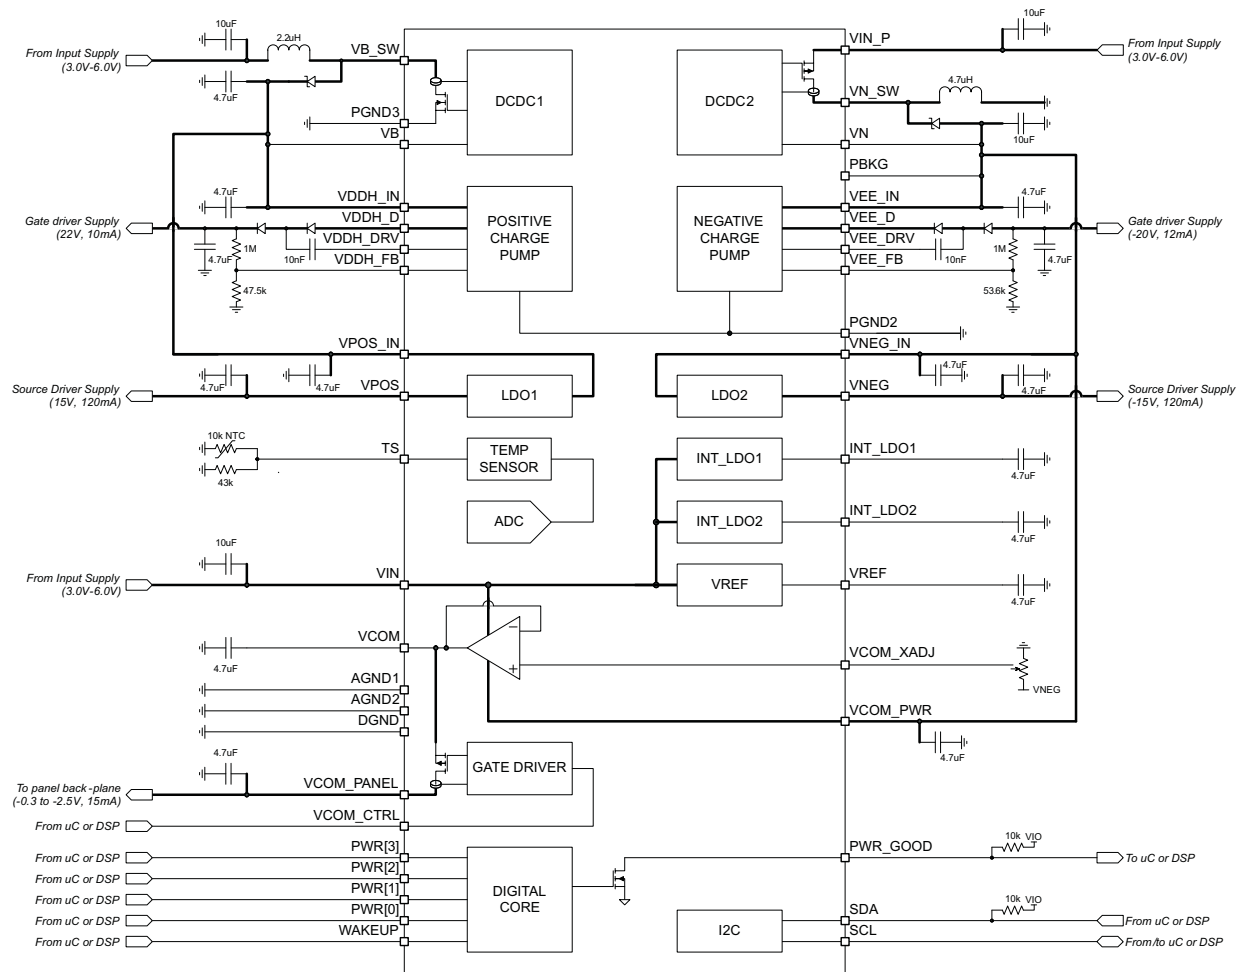 10uF
2.2uH
VB_SW
From Input Supply
(3.0V-6.0V)
4.7uF
DCDC1
PGND3
VB
10uF
VIN_P
From Input Supply
(3.0V-6.0V)
4.7uH
DCDC2
VN_SW
VN
10uF
PBKG
4.7uF
VDDH_IN
Gate driver Supply
(22V, 10mA)
VDDH_D
VDDH_DRV
VDDH_FB
1M
4.7uF
10nF
47.5k
POSITIVE
CHARGE
PUMP
NEGATIVE
CHARGE
PUMP
VEE_IN
4.7uF
VEE_D
VEE_DRV
VEE_FB
Gate driver Supply
(-20V, 12mA)
10nF
1M
4.7uF
53.6k
PGND2
VPOS_IN
4.7uF
4.7uF
VPOS
Source Driver Supply
(15V, 120mA)
LDO1
LDO2
VNEG_IN
4.7uF
4.7uF
VNEG
Source Driver Supply
(-15V, 120mA)
10k NTC
43k
TS
TEMP
SENSOR
ADC
INT_LDO1
INT_LDO1
4.7uF
INT_LDO2
INT_LDO2
4.7uF
10uF
From Input Supply
(3.0V-6.0V)
VIN
VREF
VREF
4.7uF
VCOM
4.7uF
VCOM_XADJ
VNEG
AGND1
AGND2
DGND
VCOM_PWR
4.7uF
4.7uF
To panel back-plane
(-0.3 to -2.5V, 15mA)
VCOM_PANEL
GATE DRIVER
From uC or DSP
VCOM_CTRL
From uC or DSP
PWR[3]
From uC or DSP
PWR[2]
From uC or DSP
PWR[1]
From uC or DSP
PWR[0]
From uC or DSP
WAKEUP
DIGITAL
CORE
PWR_GOOD
10k
VIO
To uC or DSP
I2C
SDA
10k
VIO
From uC or DSP
SCL
From/to uC or DSP